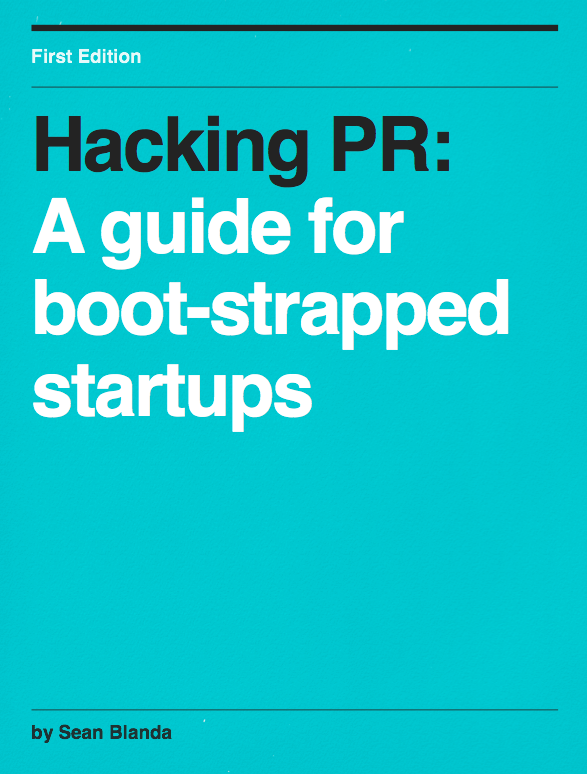 First Edition
Hacking PR:
A guide for
boot-strapped
startups
by Sean Blanda